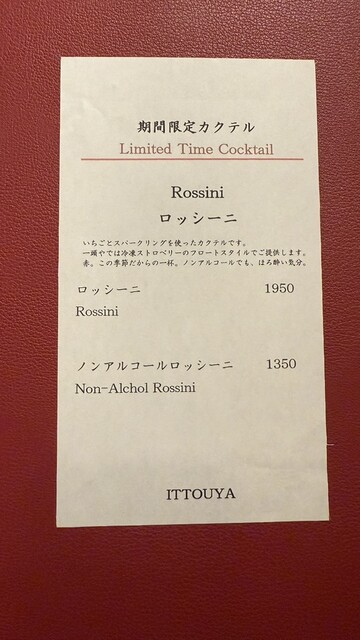 期間限定カクテル
Limited Time Cocktail
Rossini
ロッシーニ
いちごとスパークリングを使ったカクテルです。
一頭やでは冷凍ストロベリーのフロートスタイルでご提供します。
赤。この季節だからの一杯。ノンアルコールでも、ほろ酔い気分。
ロッシーニ 1950
Rossini
ノンアルコールロッシーニ 1350
Non-Alchol Rossini
ITTOUYA